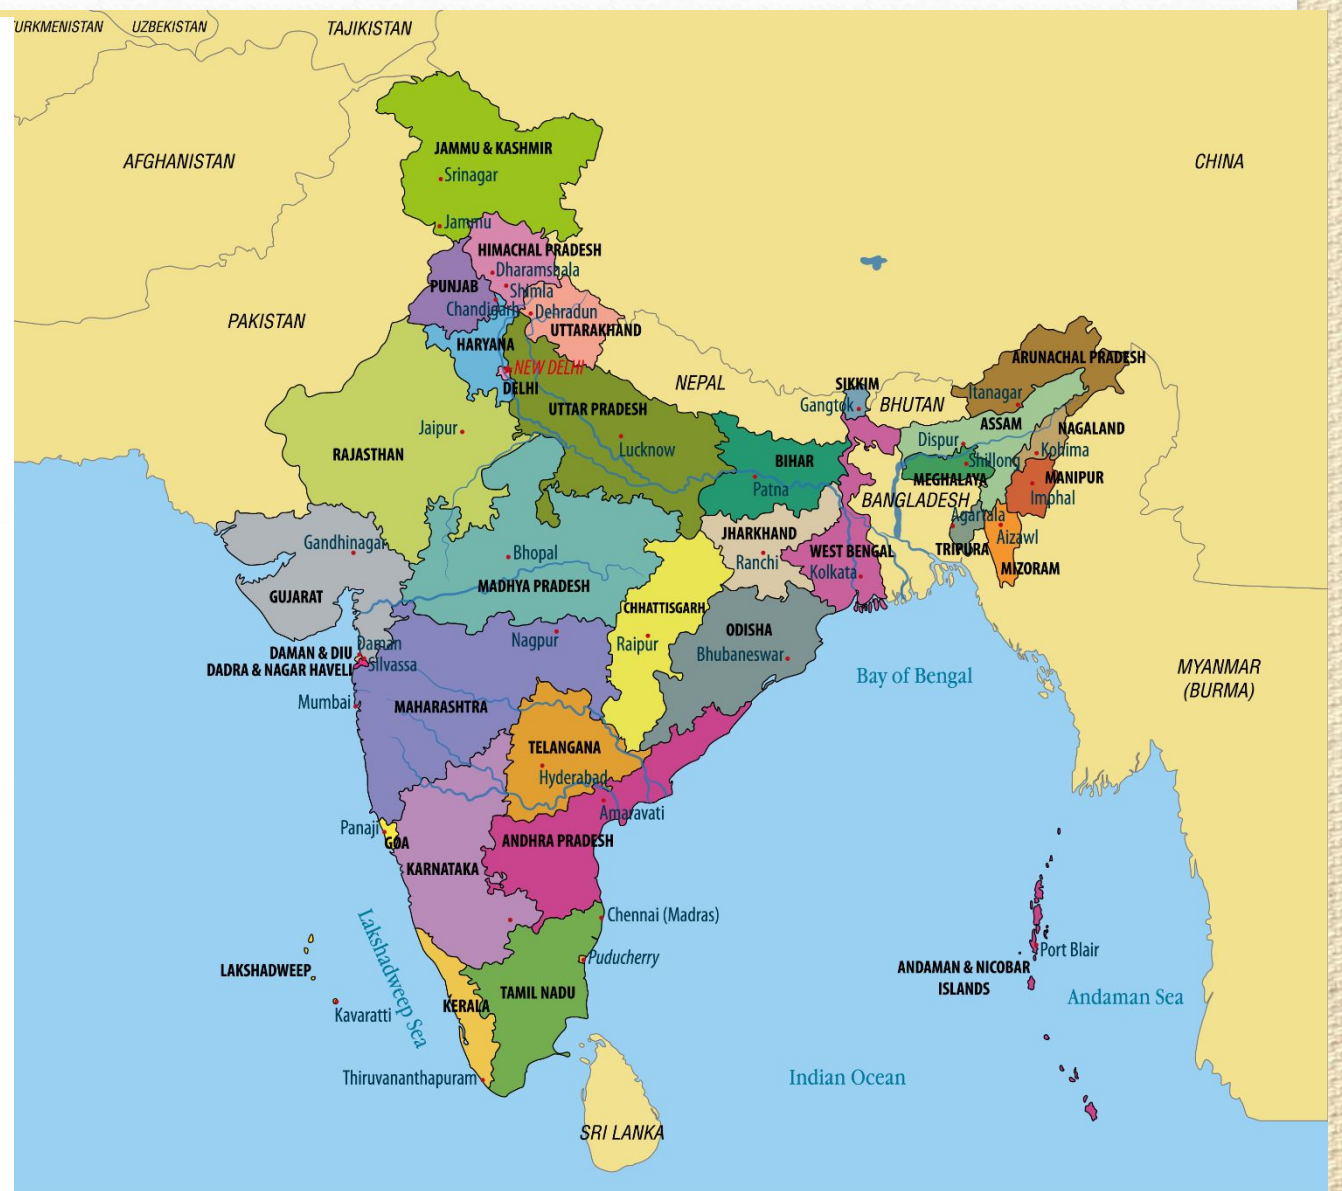 URKMENISTAN
UZBEKISTAN
TAJIKISTAN
AFGHANISTAN
CHINA
JAMMU & KASHMIR
Srinagar
Jammu
HIMACHAL PRADESH
Dharamshala
PUNJAB
Shimla
Chandigarh
Dehradun
PAKISTAN
UTTARAKHAND
HARYANA
NEW DELHI
DELHI
NEPAL
SIKKIM
Gangtok
BHUTAN
ARUNACHAL PRADESH
Itanagar
UTTAR PRADESH
Lucknow
Jaipur
RAJASTHAN
BIHAR
Patna
ASSAM
Dispur
NAGALAND
Kohima
Shillong
MEGHALAYA
MANIPUR
Imphal
BANGLADESH
Agartala
Aizawl
TRIPURA
MIZORAM
Gandhinagar
GUJARAT
Bhopal
MADHYA PRADESH
JHARKHAND
Ranchi
WEST BENGAL
Kolkata
CHHATTISGARH
Raipur
ODISHA
Bhubaneswar
Nagpur
Daman
DAMAN & DIU
Silvassa
DADRA & NAGAR HAVELI
Mumbai
MAHARASHTRA
Bay of Bengal
MYANMAR
(BURMA)
TELANGANA
Hyderabad
Amaravati
ANDHRA PRADESH
Panaji
GOA
KARNATAKA
Chennai (Madras)
Puducherry
Lakshadweep Sea
LAKSHADWEEP
Kavaratti
KERALA
TAMIL NADU
Thiruvananthapuram
Port Blair
ANDAMAN & NICOBAR
ISLANDS
Andaman Sea
Indian Ocean
SRI LANKA